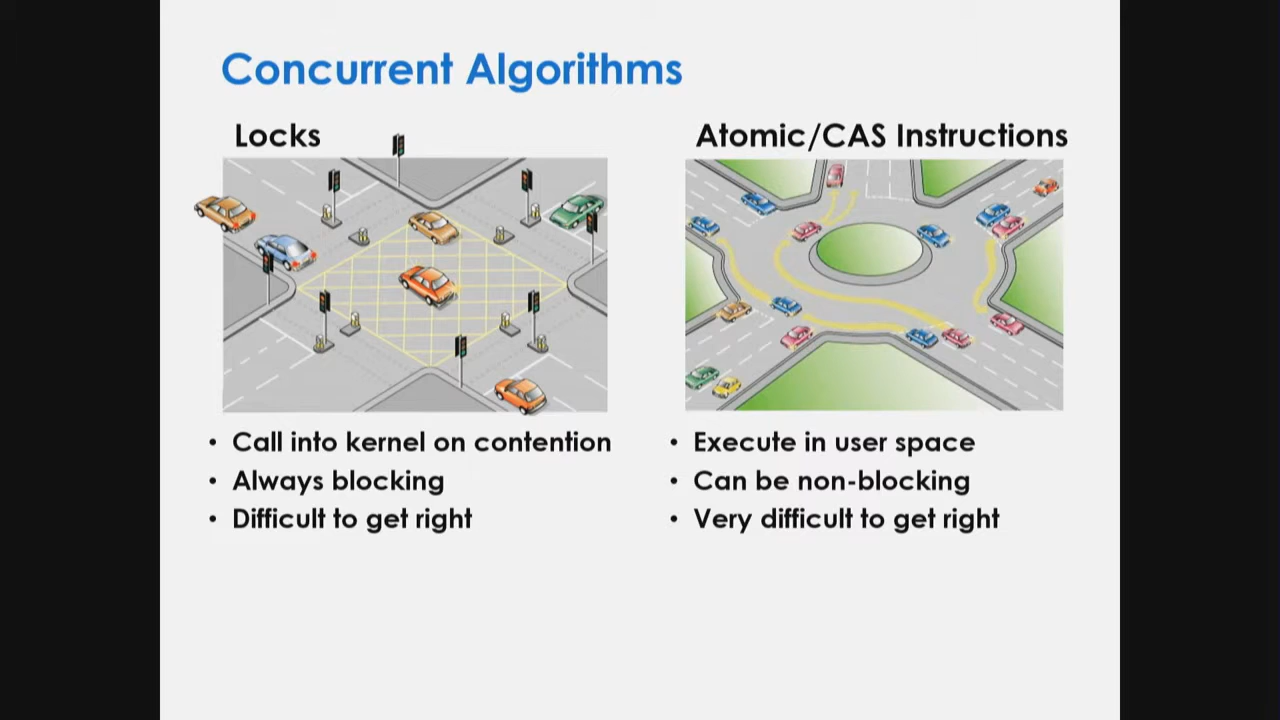 Concurrent Algorithms
Locks
• Call into kernel on contention
• Always blocking
• Difficult to get right
Atomic/CAS Instructions
• Execute in user space
• Can be non-blocking
• Very difficult to get right